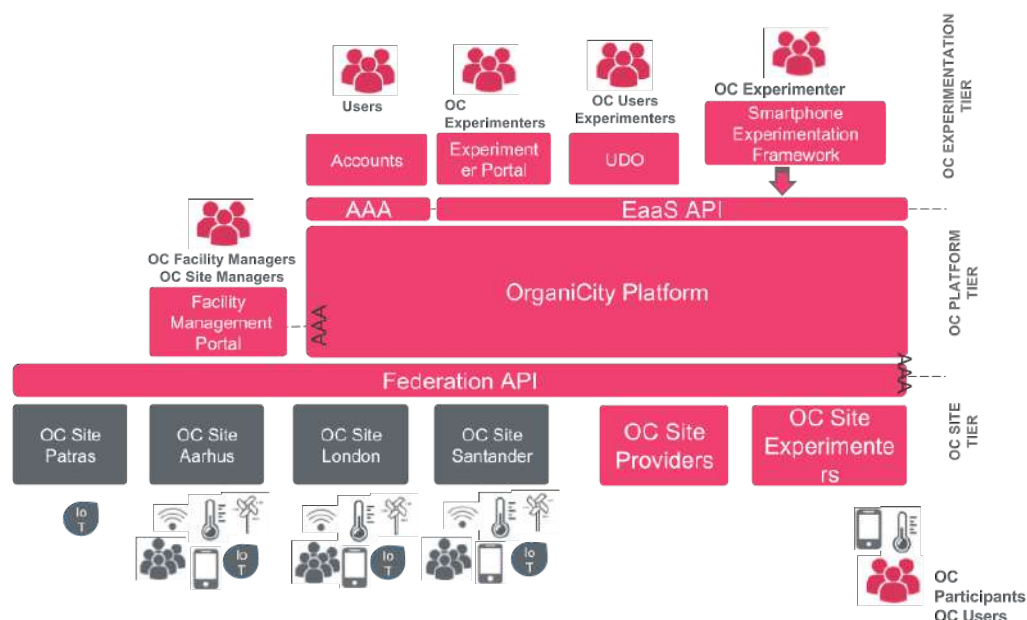 OC EXPERIMENTATION
TIER
Users
OC
Experimenters
OC Users
Experimenters
OC Experimenter
Accounts
Experiment
er Portal
UDO
Smartphone
Experimentation
Framework
AAA
EaaS API
OC Facility Managers
OC Site Managers
Facility
Management
Portal
AAA
OrganiCity Platform
OC PLATFORM
TIER
AAA
Federation API
OC Site
Patras
OC Site
Aarhus
OC Site
London
OC Site
Santander
OC Site
Providers
OC Site
Experimente
rs
OC SITE
TIER
Io
T
Io
T
Io
T
Io
T
OC
Participants
OC Users